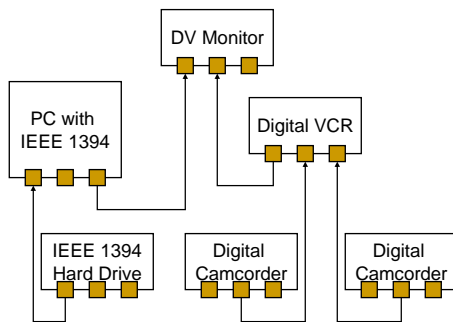 DV Monitor
PC with
IEEE 1394
Digital VCR
IEEE 1394
Hard Drive
Digital
Camcorder
Digital
Camcorder